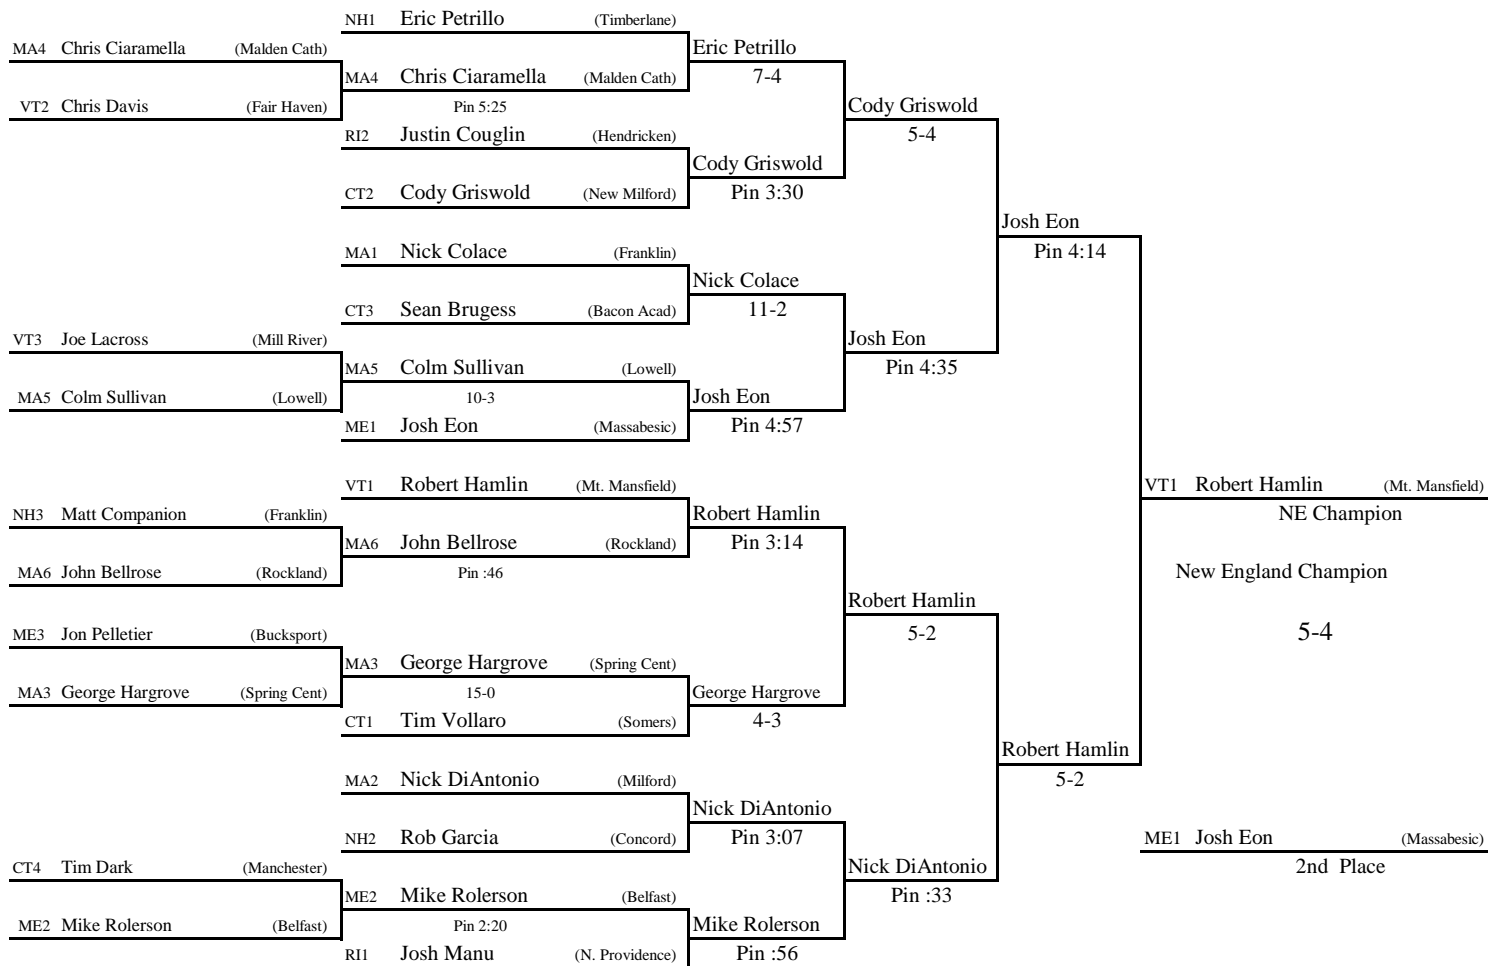 NH1 Eric Petrillo (Timberlane)
MA4 Chris Ciaramella (Malden Cath) Eric Petrillo
MA4 Chris Ciaramella (Malden Cath) 7-4
VT2 Chris Davis (Fair Haven) Pin 5:25 Cody Griswold
RI2 Justin Couglin (Hendricken) 5-4
Cody Griswold
CT2 Cody Griswold (New Milford) Pin 3:30
Josh Eon
MA1 Nick Colace (Franklin) Pin 4:14
Nick Colace
CT3 Sean Brugess (Bacon Acad) 11-2
VT3 Joe Lacross (Mill River) Josh Eon
MA5 Colm Sullivan (Lowell) Pin 4:35
MA5 Colm Sullivan (Lowell) 10-3 Josh Eon
ME1 Josh Eon (Massabesic) Pin 4:57
VT1 Robert Hamlin (Mt. Mansfield) VT1 Robert Hamlin (Mt. Mansfield)
NH3 Matt Companion (Franklin) Robert Hamlin NE Champion
MA6 John Bellrose (Rockland) Pin 3:14
MA6 John Bellrose (Rockland) Pin :46 New England Champion
Robert Hamlin
ME3 Jon Pelletier (Bucksport) 5-2 5-4
MA3 George Hargrove (Spring Cent)
MA3 George Hargrove (Spring Cent) 15-0 George Hargrove
CT1 Tim Vollaro (Somers) 4-3
Robert Hamlin
MA2 Nick DiAntonio (Milford) 5-2
Nick DiAntonio
NH2 Rob Garcia (Concord) Pin 3:07 ME1 Josh Eon (Massabesic)
CT4 Tim Dark (Manchester) Nick DiAntonio 2nd Place
ME2 Mike Rolerson (Belfast) Pin :33
ME2 Mike Rolerson (Belfast) Pin 2:20 Mike Rolerson
RI1 Josh Manu (N. Providence) Pin :56